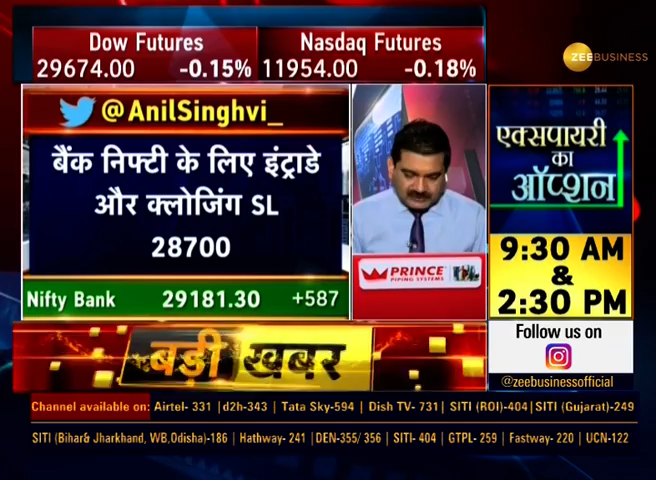 Dow Futures
29674.00 -0.15%
Nasdaq Futures
11954.00 -0.18%
ZEEBUSINESS
@AnilSinghvi_
बैंक निफ्टी के लिए इंट्राडे
और क्लोजिंग SL
28700
Nifty Bank 29181.30 +587
PRINCE
PIPING SYSTEMS
एक्सपायरी
का
ऑप्शन
9:30 AM
&
2:30 PM
Follow us on
@zeebusinessofficial
बड़ी खबर
Channel available on: Airtel- 331 | d2h-343 | Tata Sky-594 | Dish TV- 731| SITI (ROI)-404| SITI (Gujarat)-249
SITI (Bihar& Jharkhand, WB,Odisha)-186 | Hathway- 241 |DEN-355/ 356 | SITI- 404 | GTPL- 259 | Fastway- 220 | UCN-122